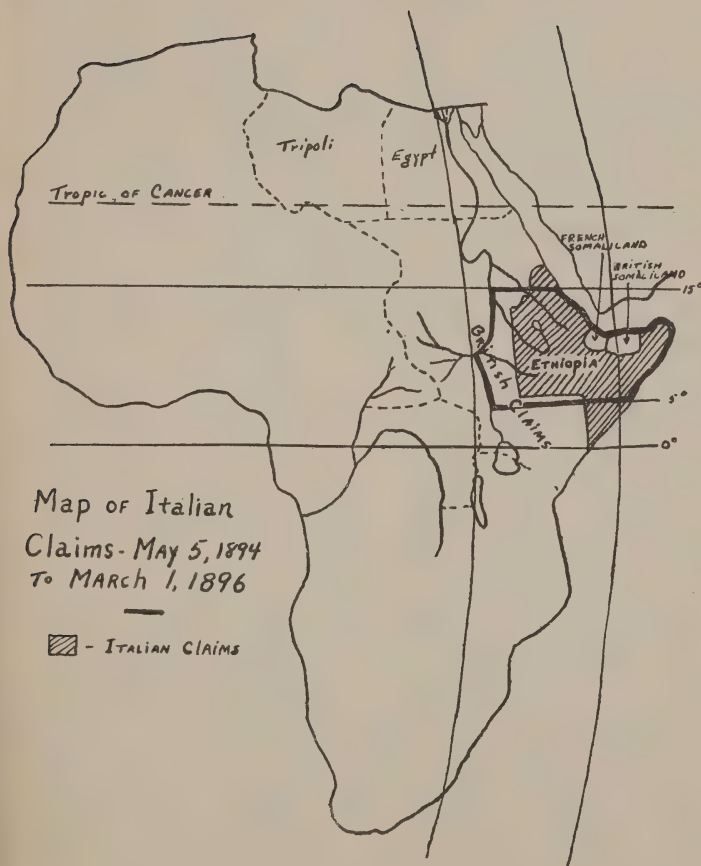 Tripoli
Egypt
TROPIC OF CANCER
FRENCH
SOMALILAND
BRITISH
SOMALILAND
15°
ETHIOPIA
British Claims
5°
0°
Map of Italian
Claims - MAY 5, 1894
TO MARCH 1, 1896
- ITALIAN CLAIMS